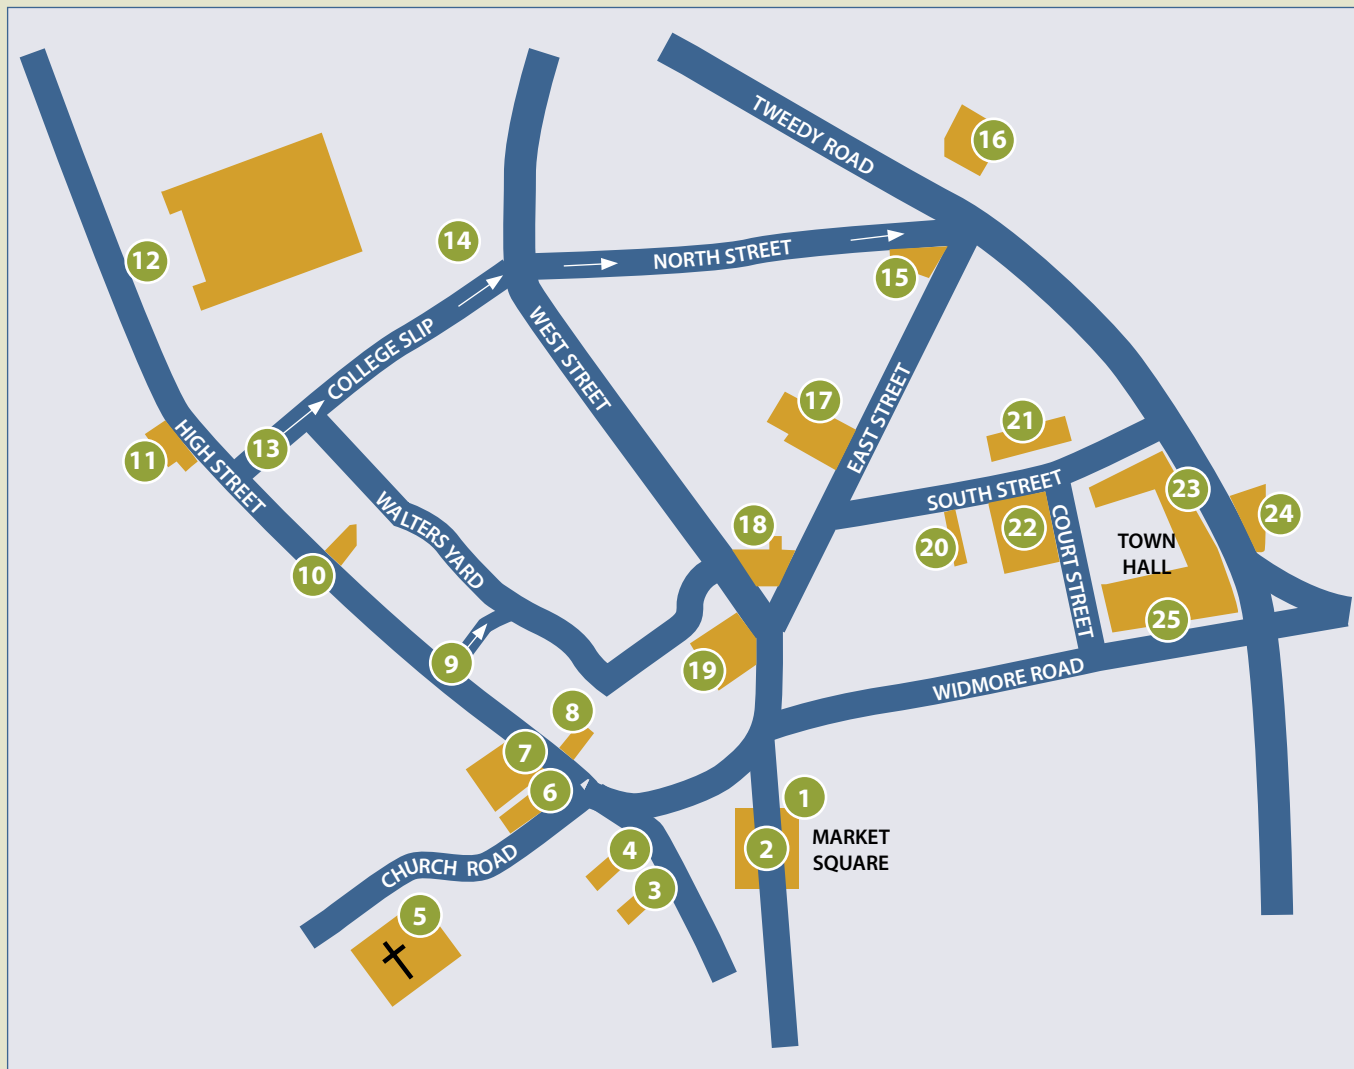 TWEEDY ROAD
16
12
14
NORTH STREET
15
COLLEGE SLIP
WEST STREET
17
EAST STREET
21
11
HIGH STREET
13
SOUTH STREET
23
24
WALTERS YARD
18
20
22
COURT STREET
TOWN
HALL
10
25
9
19
WIDMORE ROAD
8
7
6
1
MARKET
SQUARE
2
4
3
CHURCH ROAD
5